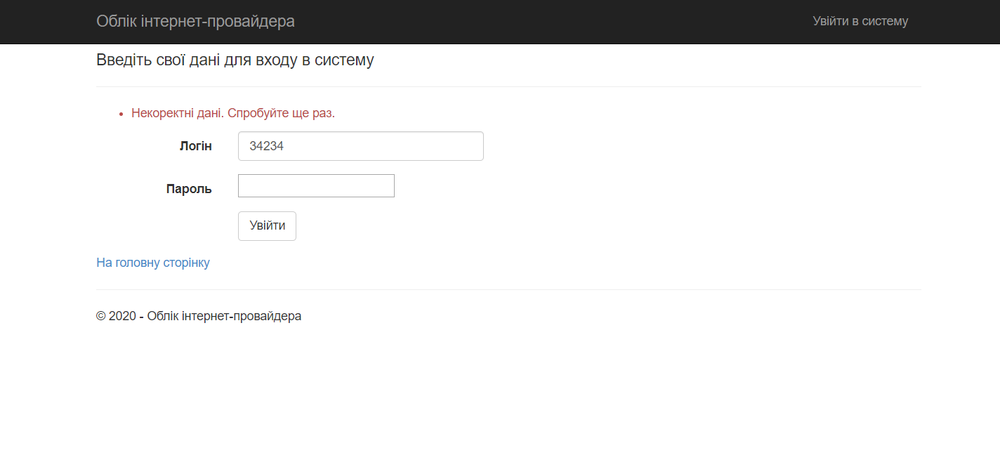 Облік інтернет-провайдера
Увійти в систему
Введіть свої дані для входу в систему
Некоректні дані. Спробуйте ще раз.
Логін
34234
Пароль
Увійти
На головну сторінку
© 2020 - Облік інтернет-провайдера